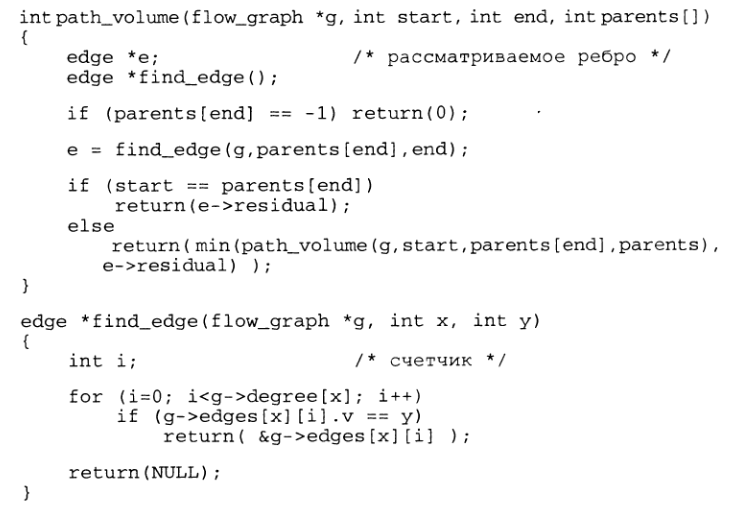 int path_volume(flow_graph *g, int start, int end, int parents[])
{
    edge *e;                /* рассматриваемое ребро */
    edge *find_edge();
    if (parents[end] == -1) return(0);
    e = find_edge(g,parents[end],end);
    if (start == parents[end])
        return(e->residual);
    else
        return( min(path_volume(g,start,parents[end],parents),
       e->residual) );
}
edge *find_edge(flow_graph *g, int x, int y)
{
    int i;                  /* счетчик */
    for (i=0; i<g->degree[x]; i++)
        if (g->edges[x][i].v == y)
            return( &g->edges[x][i] );
    return(NULL);
}